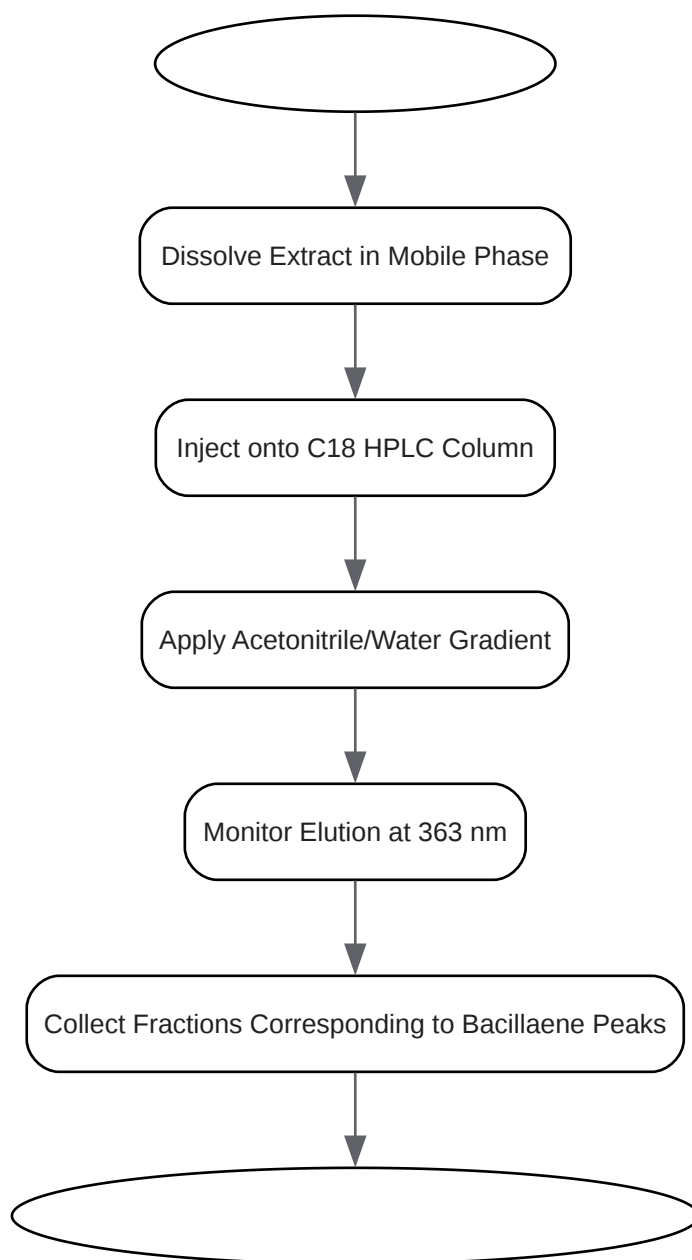 Dissolve Extract in Mobile Phase
Inject onto C18 HPLC Column
Apply Acetonitrile/Water Gradient
Monitor Elution at 363 nm
Collect Fractions Corresponding to Bacillaene Peaks